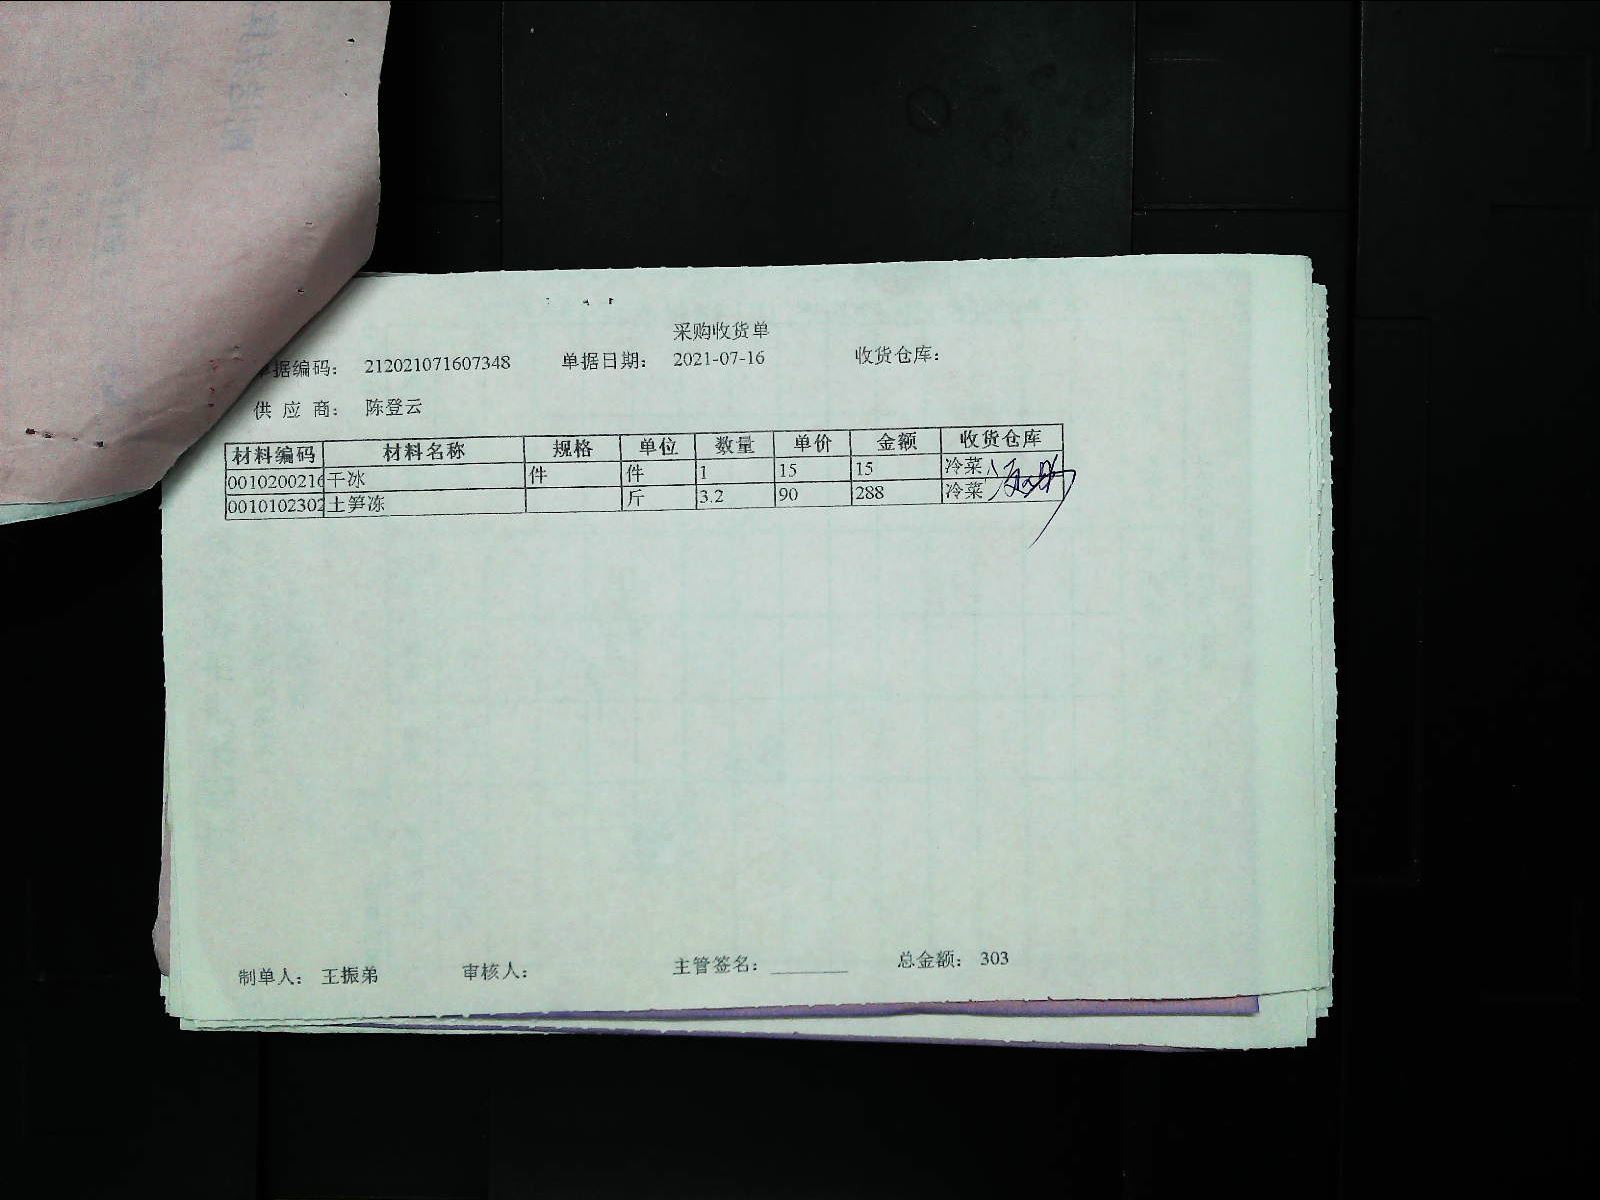 采购收货单
单据编码： 212021071607348 单据日期： 2021-07-16 收货仓库：
供 应 商： 陈登云
材料编码 材料名称 规格 单位 数量 单价 金额 收货仓库
0010200216 干冰 件 件 1 15 15 冷菜
0010102302 土笋冻 斤 3.2 90 288 冷菜
制单人： 王振弟 审核人： 主管签名： ________ 总金额： 303